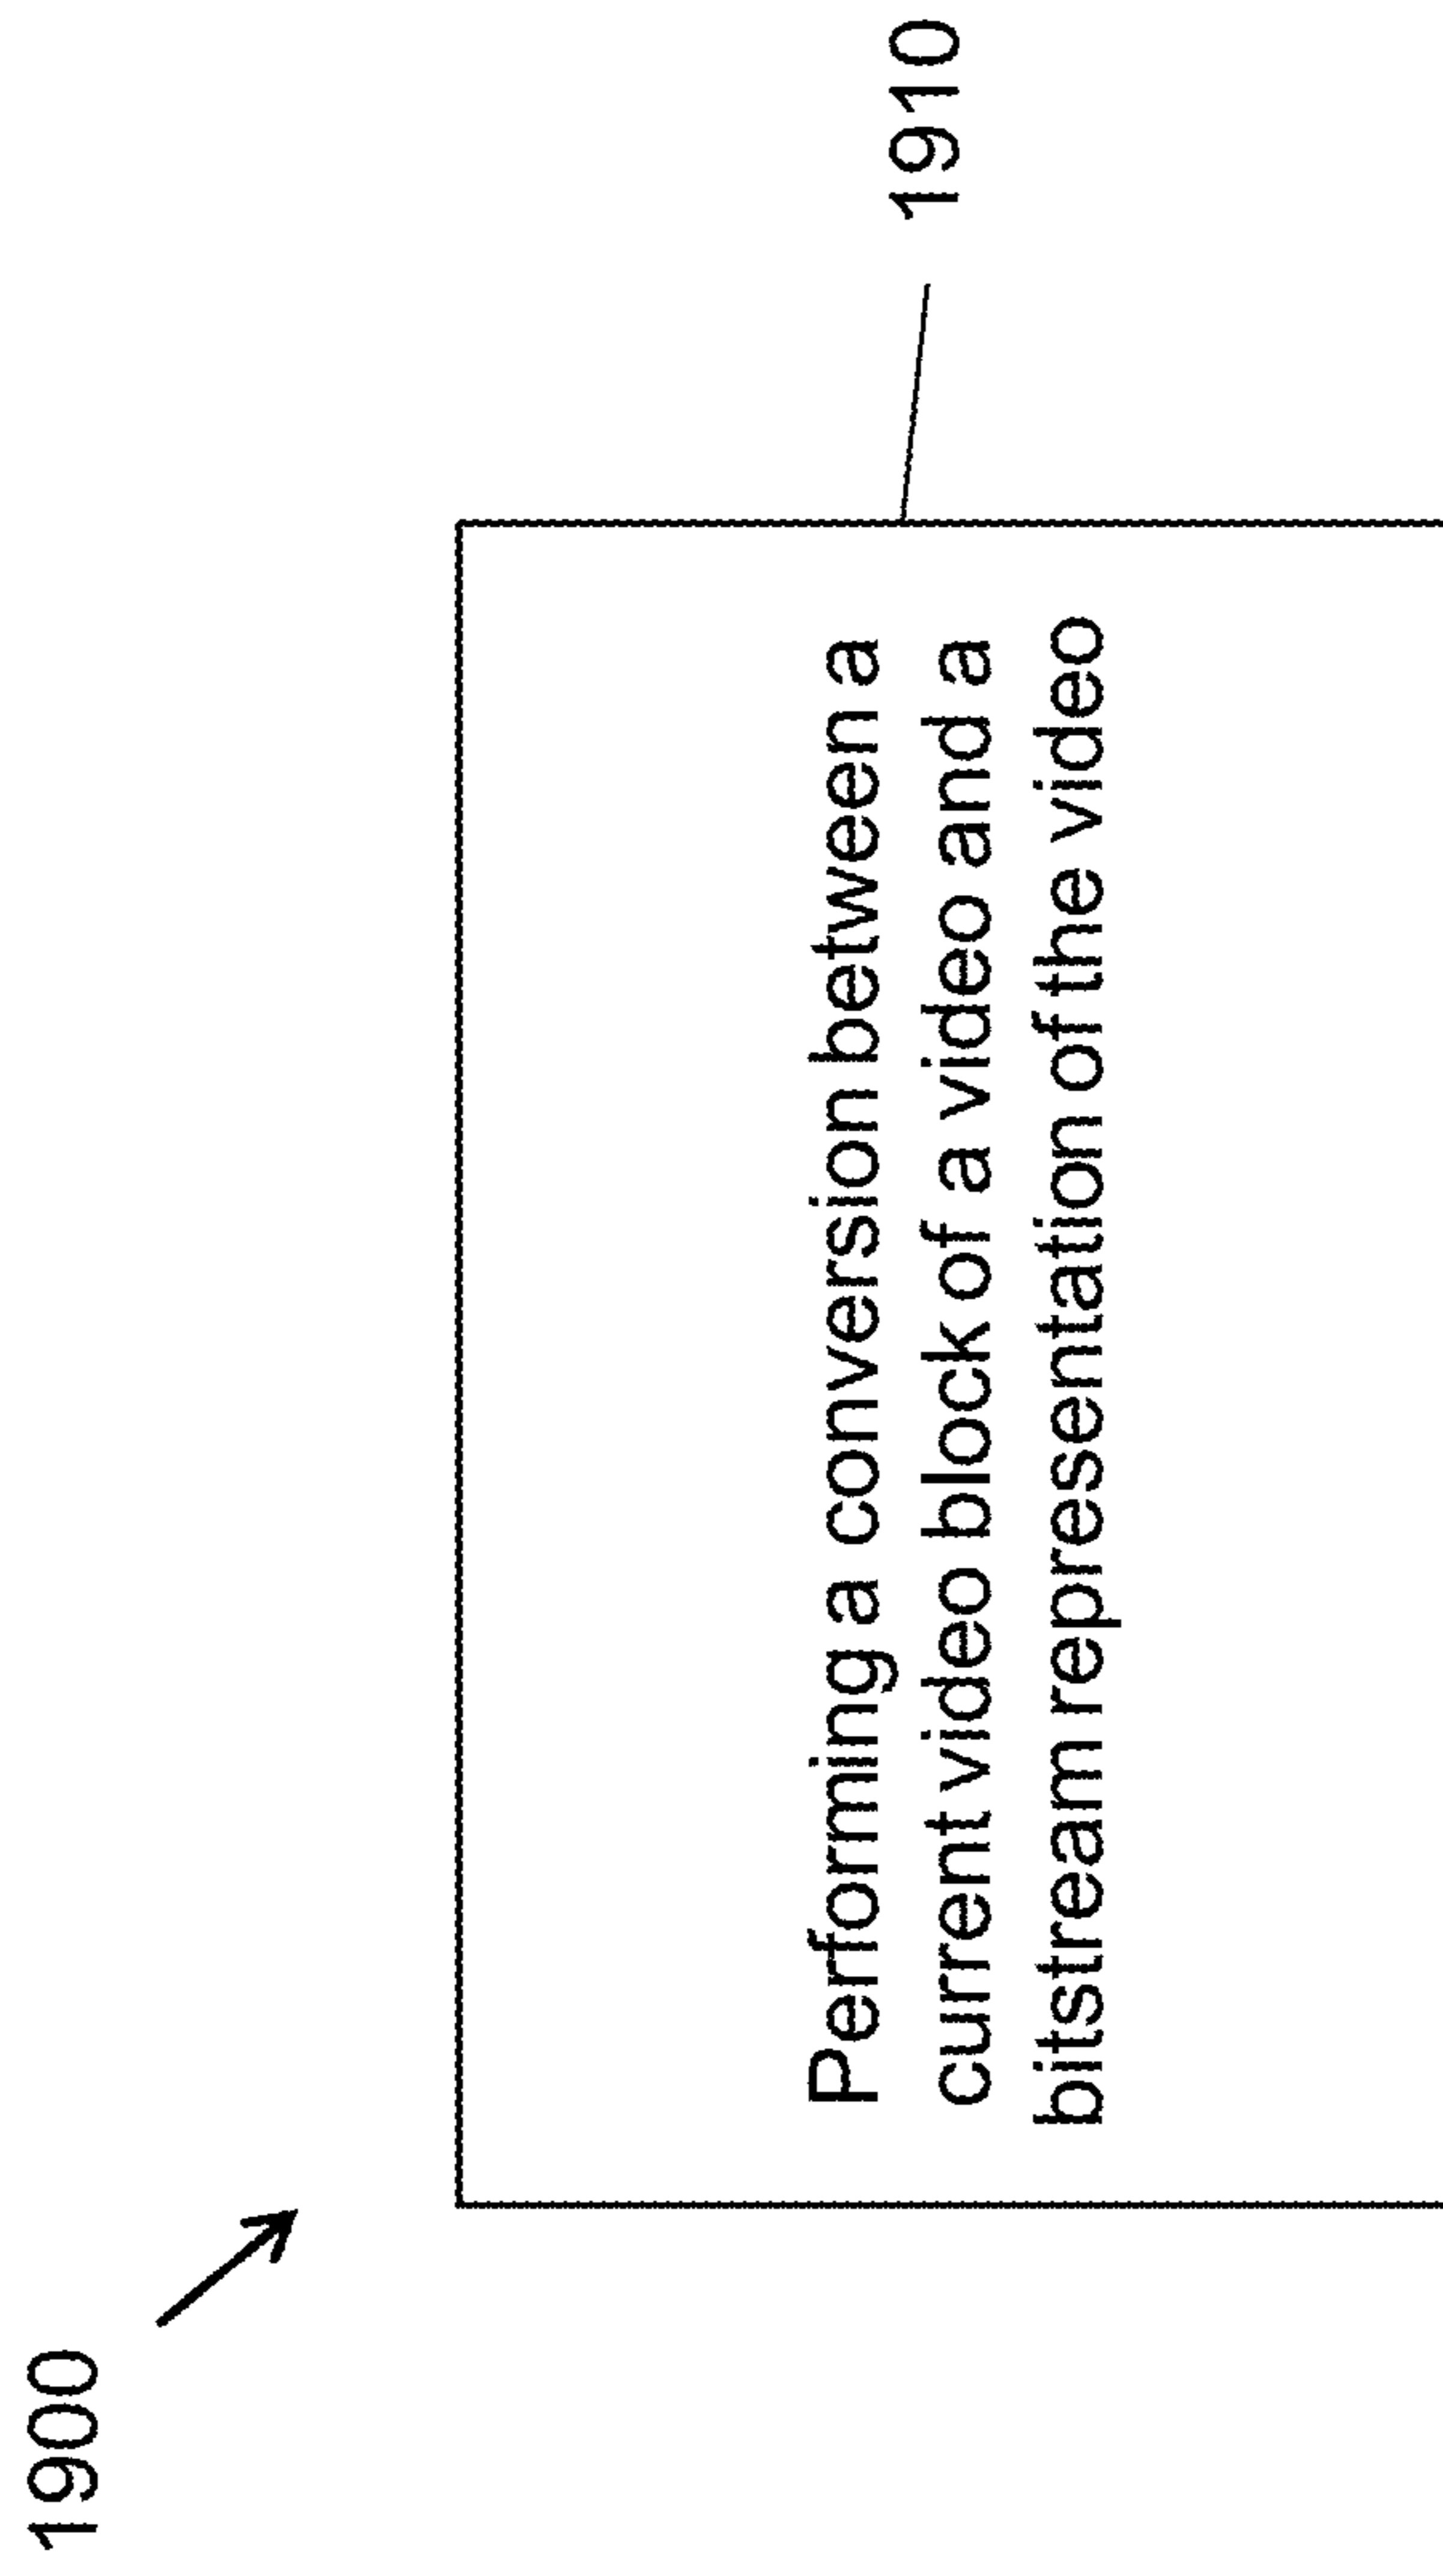 1900
1910
Performing a conversion between a
current video block of a video and a
bitstream representation of the video